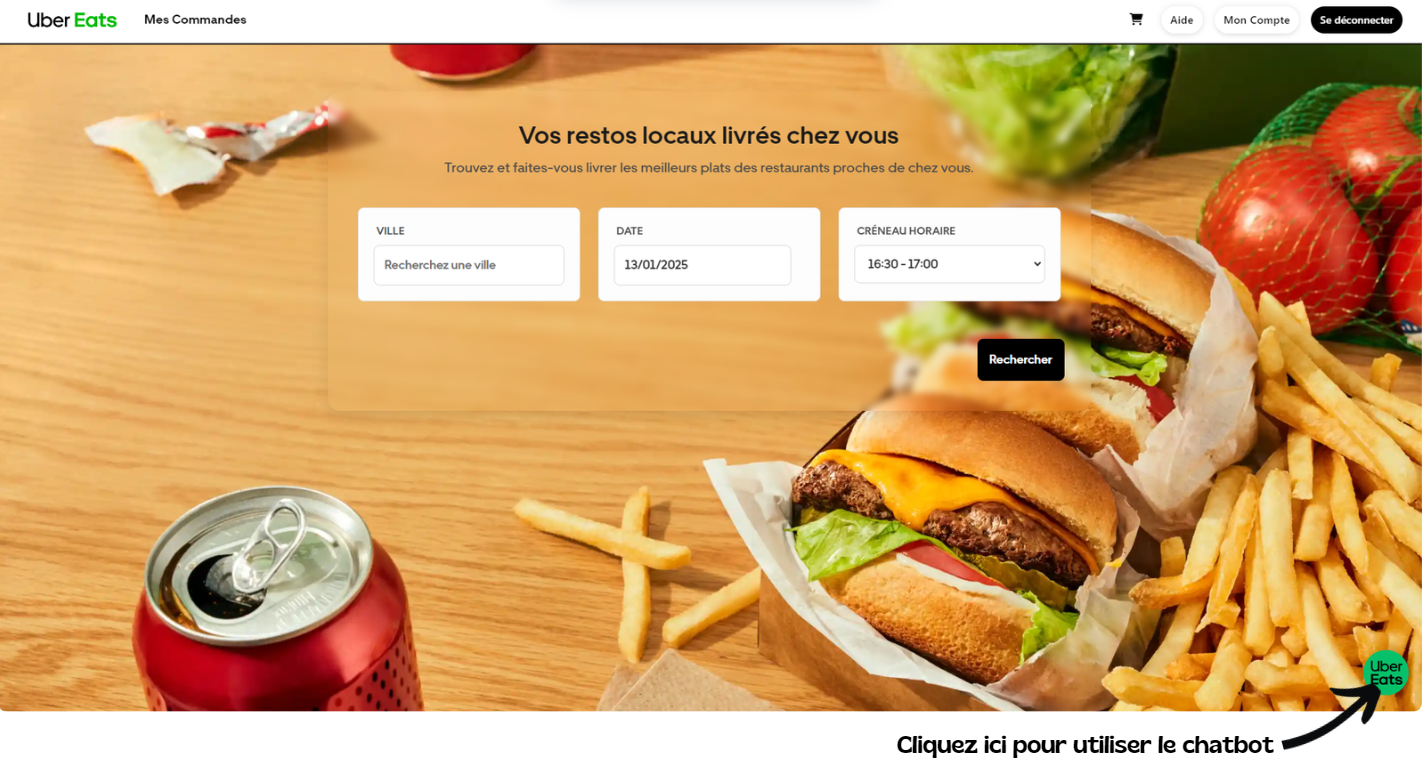 Uber Eats
Mes Commandes
Aide
Mon Compte
Se déconnecter
Vos restos locaux livrés chez vous
Trouvez et faites-vous livrer les meilleurs plats des restaurants proches de chez vous.
VILLE
DATE
CRÉNEAU HORAIRE
Recherchez une ville
13/01/2025
16:30 - 17:00
Rechercher
Uber
Eats
Cliquez ici pour utiliser le chatbot